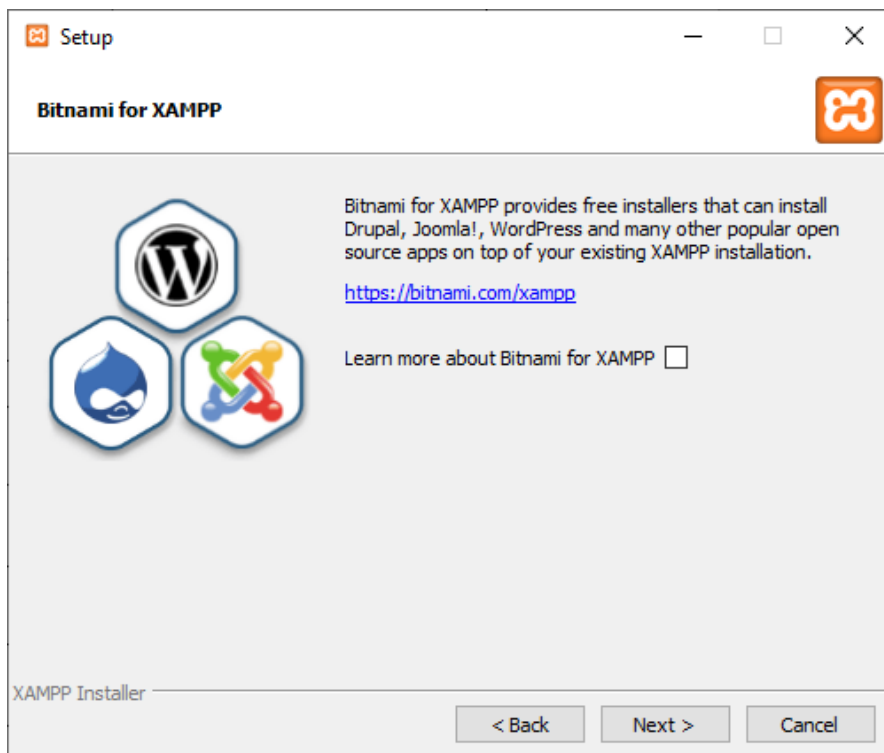 Setup
Bitnami for XAMPP
Bitnami for XAMPP provides free installers that can install
Drupal, Joomla!, WordPress and many other popular open
source apps on top of your existing XAMPP installation.
https://bitnami.com/xampp
Learn more about Bitnami for XAMPP
XAMPP Installer
< Back
Next >
Cancel